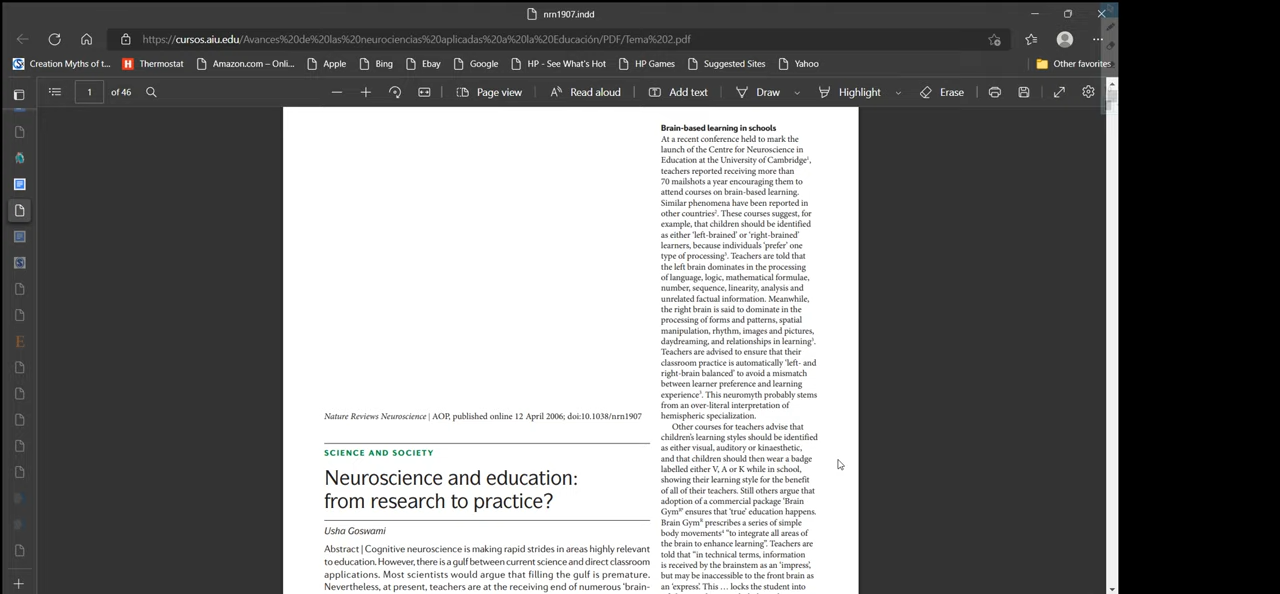 nrn1907.indd
https://cursos.aiu.edu/Avances%20de%20las%20neurociencias%20aplicadas%20a%20la%20Educación/PDF/Tema%202.pdf
Creation Myths of t... Thermostat Amazon.com – Onli... Apple Bing Ebay Google HP - See What's Hot HP Games Suggested Sites Yahoo Other favorites
1 of 46 Page view Read aloud Add text Draw Highlight Erase
Nature Reviews Neuroscience | AOP, published online 12 April 2006; doi:10.1038/nrn1907
SCIENCE AND SOCIETY
Neuroscience and education:
from research to practice?
Usha Goswami
Abstract | Cognitive neuroscience is making rapid strides in areas highly relevant
to education. However, there is a gulf between current science and direct classroom
applications. Most scientists would argue that filling the gulf is premature.
Nevertheless, at present, teachers are at the receiving end of numerous 'brain-
Brain-based learning in schools
At a recent conference held to mark the
launch of the Centre for Neuroscience in
Education at the University of Cambridge¹,
teachers reported receiving more than
70 mailshots a year encouraging them to
attend courses on brain-based learning.
Similar phenomena have been reported in
other countries². These courses suggest, for
example, that children should be identified
as either 'left-brained' or 'right-brained'
learners, because individuals 'prefer' one
type of processing³. Teachers are told that
the left brain dominates in the processing
of language, logic, mathematical formulae,
number, sequence, linearity, analysis and
unrelated factual information. Meanwhile,
the right brain is said to dominate in the
processing of forms and patterns, spatial
manipulation, rhythm, images and pictures,
daydreaming, and relationships in learning³.
Teachers are advised to ensure that their
classroom practice is automatically 'left- and
right-brain balanced' to avoid a mismatch
between learner preference and learning
experience³. This neuromyth probably stems
from an over-literal interpretation of
hemispheric specialization.
Other courses for teachers advise that
children's learning styles should be identified
as either visual, auditory or kinaesthetic,
and that children should then wear a badge
labelled either V, A or K while in school,
showing their learning style for the benefit
of all of their teachers. Still others argue that
adoption of a commercial package 'Brain
Gymᴿ' ensures that 'true' education happens.
Brain Gymᴿ prescribes a series of simple
body movements⁴ "to integrate all areas of
the brain to enhance learning". Teachers are
told that "in technical terms, information
is received by the brainstem as an 'impress',
but may be inaccessible to the front brain as
an 'express'. This … locks the student into